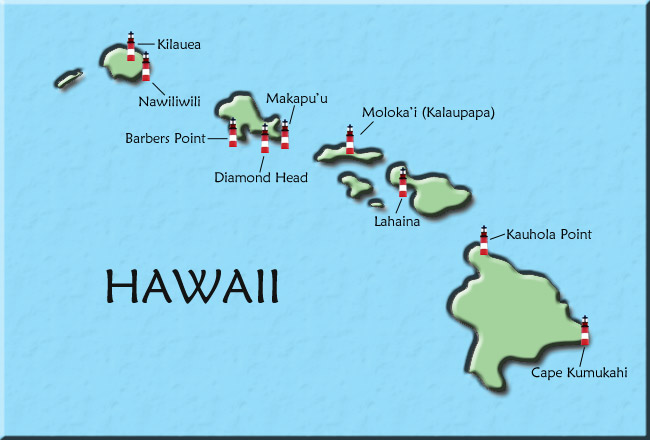 Kilauea
Nawiliwili
Makapu'u
Moloka'i (Kalaupapa)
Barbers Point
Diamond Head
Lahaina
Kauhola Point
HAWAII
Cape Kumukahi